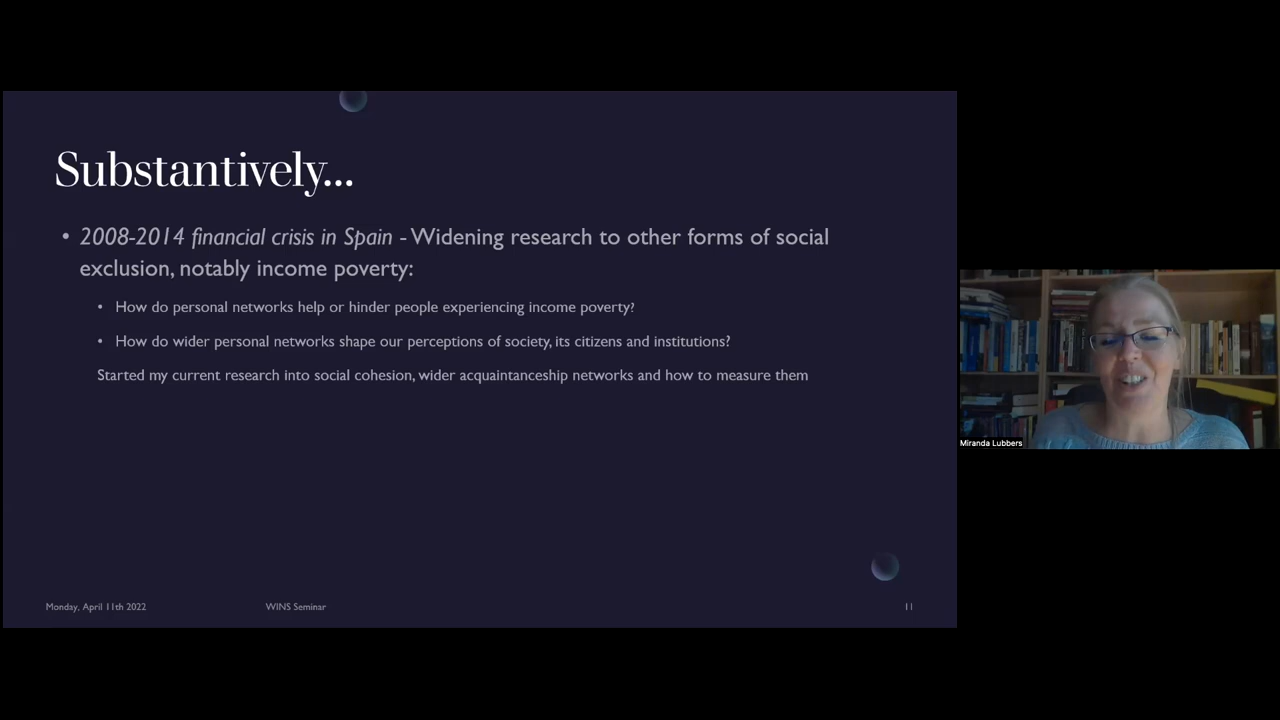 Substantively...
• 2008-2014 financial crisis in Spain - Widening research to other forms of social
exclusion, notably income poverty:
• How do personal networks help or hinder people experiencing income poverty?
• How do wider personal networks shape our perceptions of society, its citizens and institutions?
Started my current research into social cohesion, wider acquaintanceship networks and how to measure them
Monday, April 11th 2022
WINS Seminar
11
Miranda Lubbers